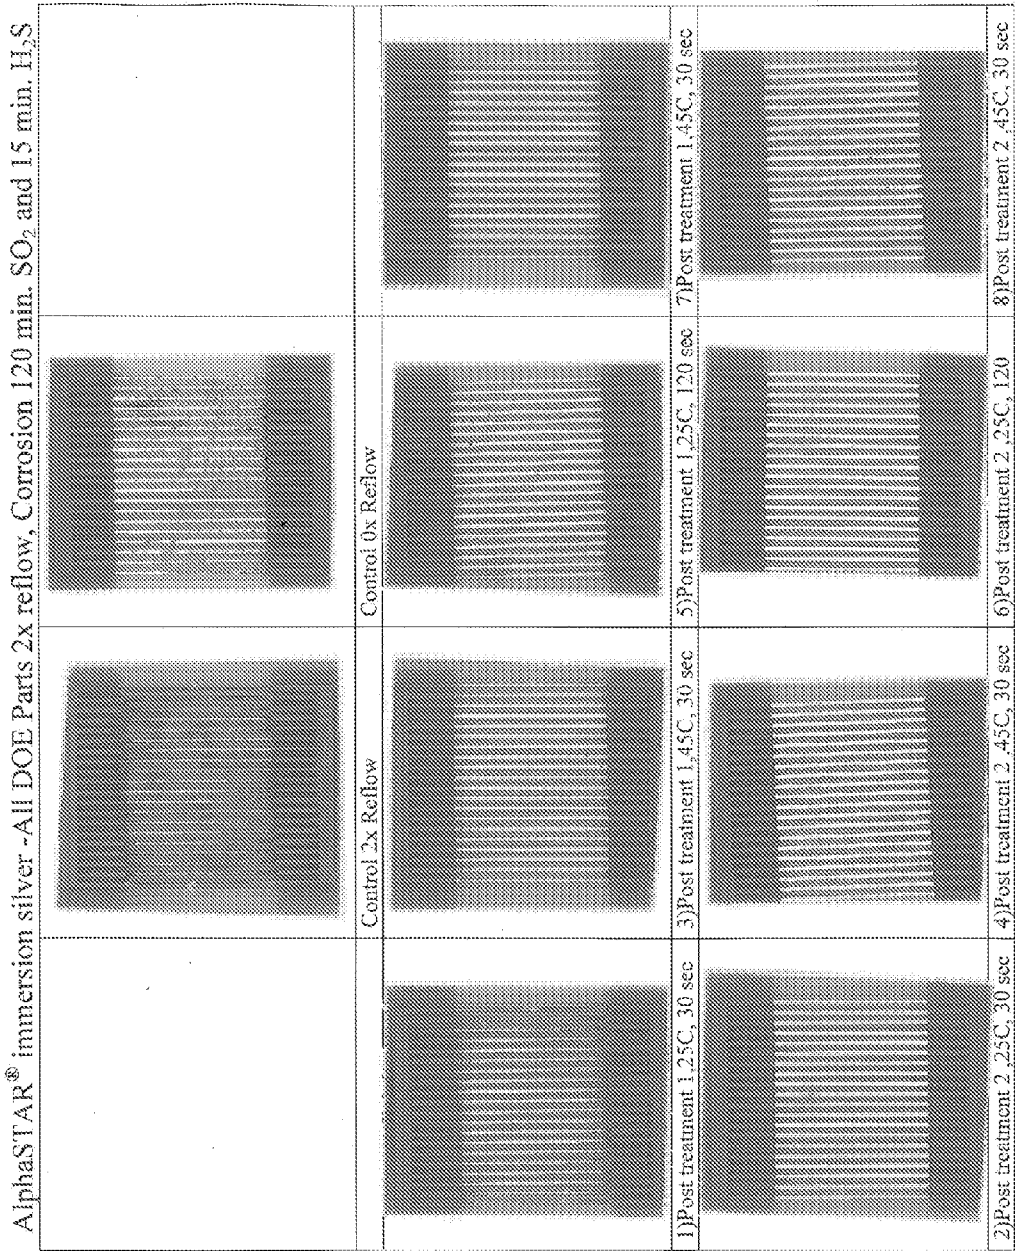 AlphaSTAR® immersion silver -All DOE Parts 2x reflow, Corrosion 120 min. SO₂ and 15 min. H₂S
Control 2x Reflow
Control 0x Reflow
1)Post treatment 1,25C, 30 sec
3)Post treatment 1,45C, 30 sec
5)Post treatment 1,25C, 120 sec
7)Post treatment 1,45C, 30 sec
2)Post treatment 2 ,25C, 30 sec
4)Post treatment 2 ,45C, 30 sec
6)Post treatment 2 ,25C, 120
8)Post treatment 2 ,45C, 30 sec